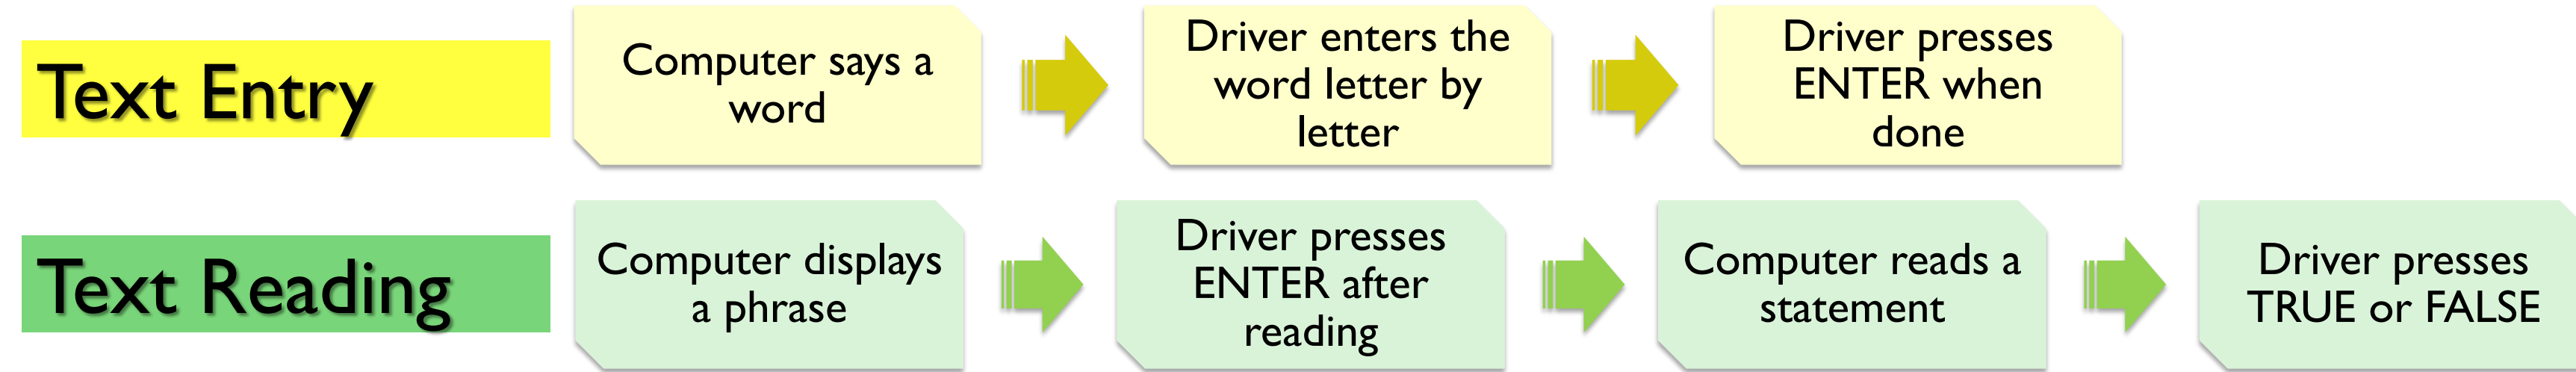 Text Entry
Computer says a
word
Driver enters the
word letter by
letter
Driver presses
ENTER when
done
Text Reading
Computer displays
a phrase
Driver presses
ENTER after
reading
Computer reads a
statement
Driver presses
TRUE or FALSE